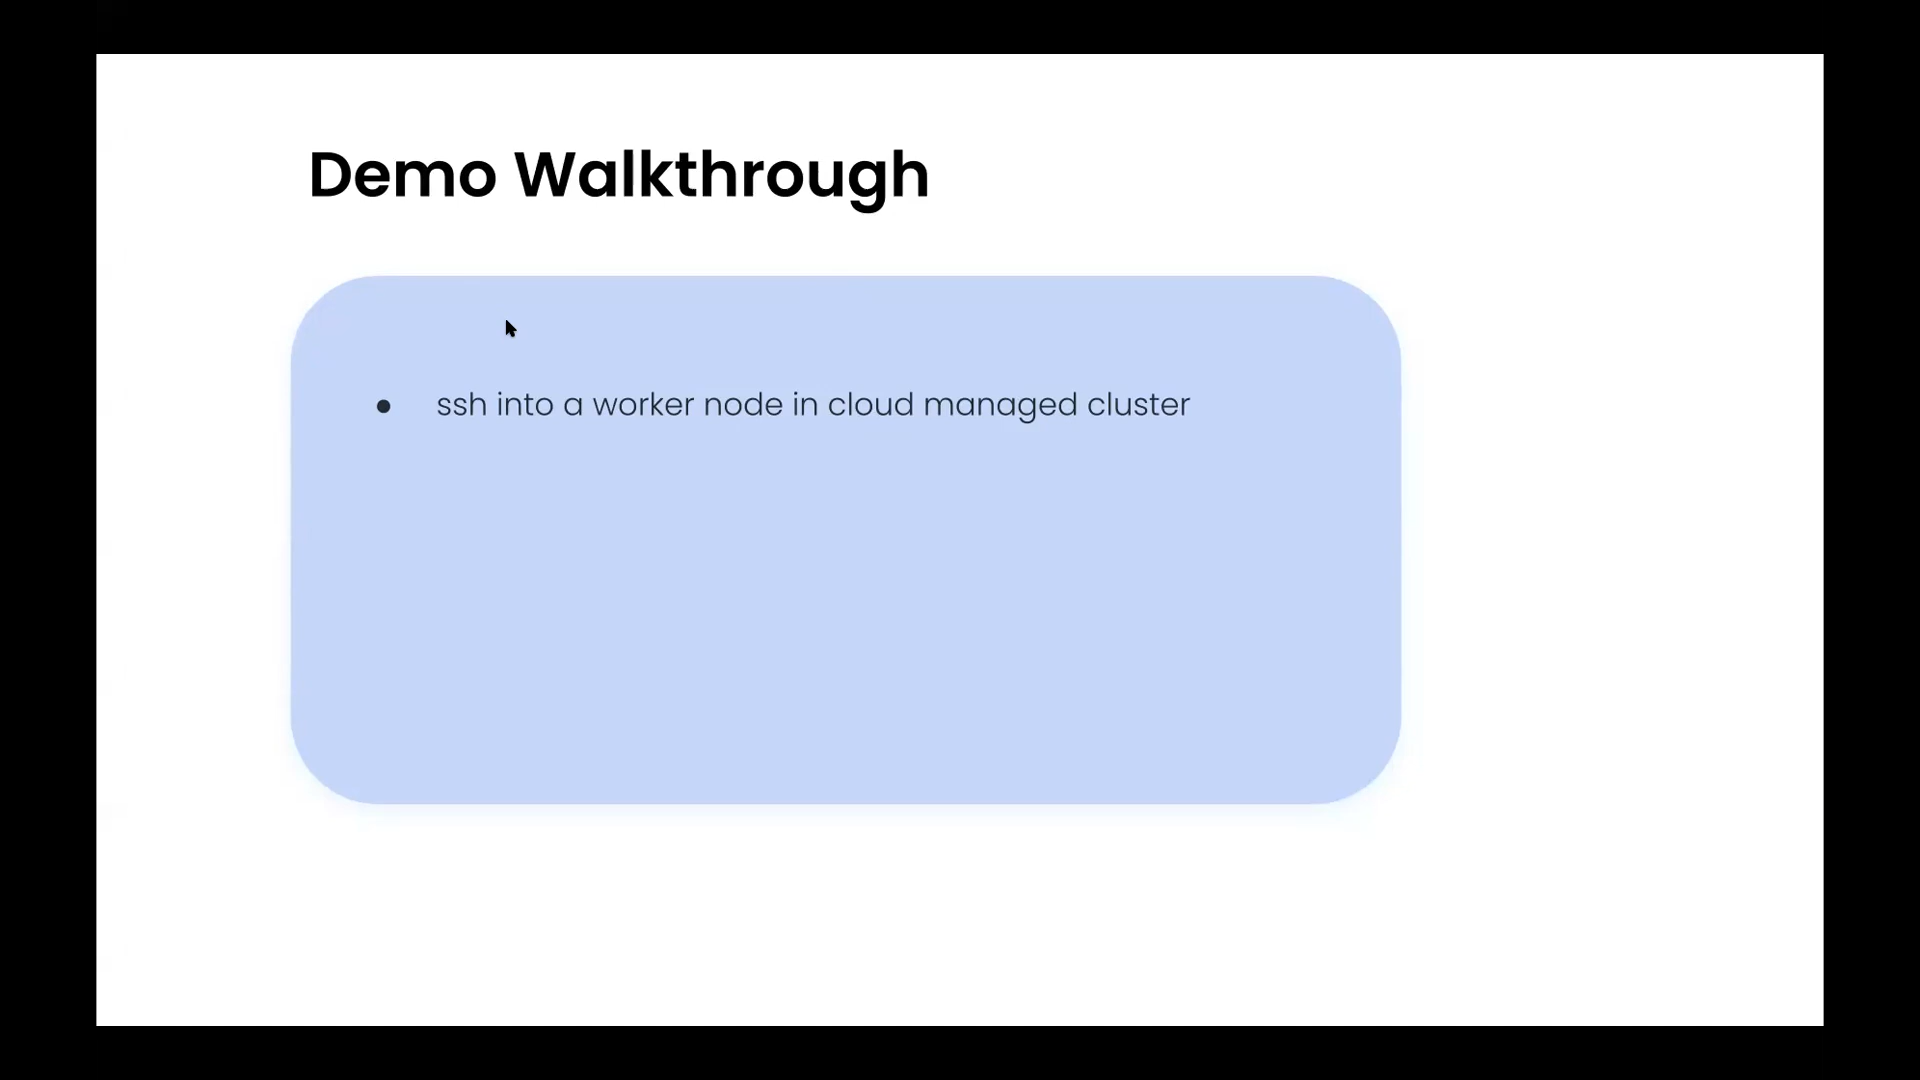 Demo Walkthrough
● ssh into a worker node in cloud managed cluster